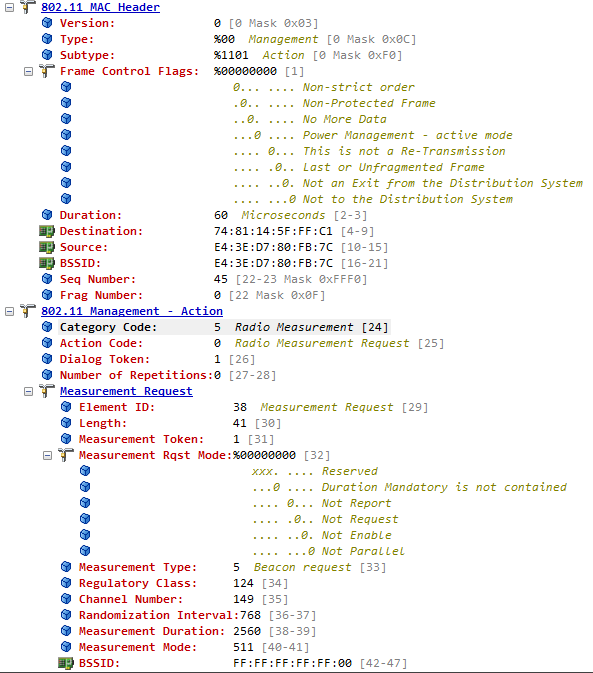 802.11 MAC Header
Version: 0 [0 Mask 0x03]
Type: %00 Management [0 Mask 0x0C]
Subtype: %1101 Action [0 Mask 0xF0]
Frame Control Flags: %00000000 [1]
0... .... Non-strict order
.0.. .... Non-Protected Frame
..0. .... No More Data
...0 .... Power Management - active mode
.... 0... This is not a Re-Transmission
.... .0.. Last or Unfragmented Frame
.... ..0. Not an Exit from the Distribution System
.... ...0 Not to the Distribution System
Duration: 60 Microseconds [2-3]
Destination: 74:81:14:5F:FF:C1 [4-9]
Source: E4:3E:D7:80:FB:7C [10-15]
BSSID: E4:3E:D7:80:FB:7C [16-21]
Seq Number: 45 [22-23 Mask 0xFFF0]
Frag Number: 0 [22 Mask 0x0F]
802.11 Management - Action
Category Code: 5 Radio Measurement [24]
Action Code: 0 Radio Measurement Request [25]
Dialog Token: 1 [26]
Number of Repetitions:0 [27-28]
Measurement Request
Element ID: 38 Measurement Request [29]
Length: 41 [30]
Measurement Token: 1 [31]
Measurement Rqst Mode:%00000000 [32]
xxx. .... Reserved
...0 .... Duration Mandatory is not contained
.... 0... Not Report
.... .0.. Not Request
.... ..0. Not Enable
.... ...0 Not Parallel
Measurement Type: 5 Beacon request [33]
Regulatory Class: 124 [34]
Channel Number: 149 [35]
Randomization Interval:768 [36-37]
Measurement Duration: 2560 [38-39]
Measurement Mode: 511 [40-41]
BSSID: FF:FF:FF:FF:FF:00 [42-47]